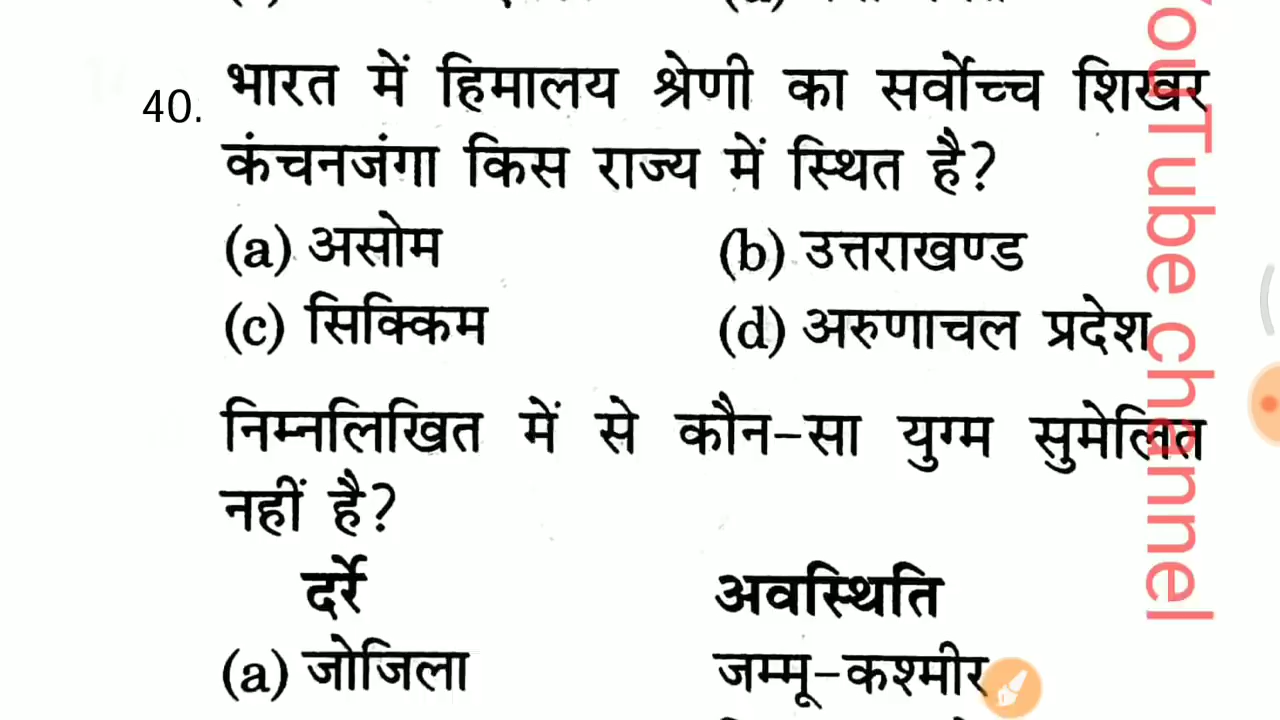 40. भारत में हिमालय श्रेणी का सर्वोच्च शिखर
कंचनजंगा किस राज्य में स्थित है?
(a) असोम (b) उत्तराखण्ड
(c) सिक्किम (d) अरुणाचल प्रदेश
निम्नलिखित में से कौन-सा युग्म सुमेलित
नहीं है?
दर्रे अवस्थिति
(a) जोजिला जम्मू-कश्मीर
YouTube channel